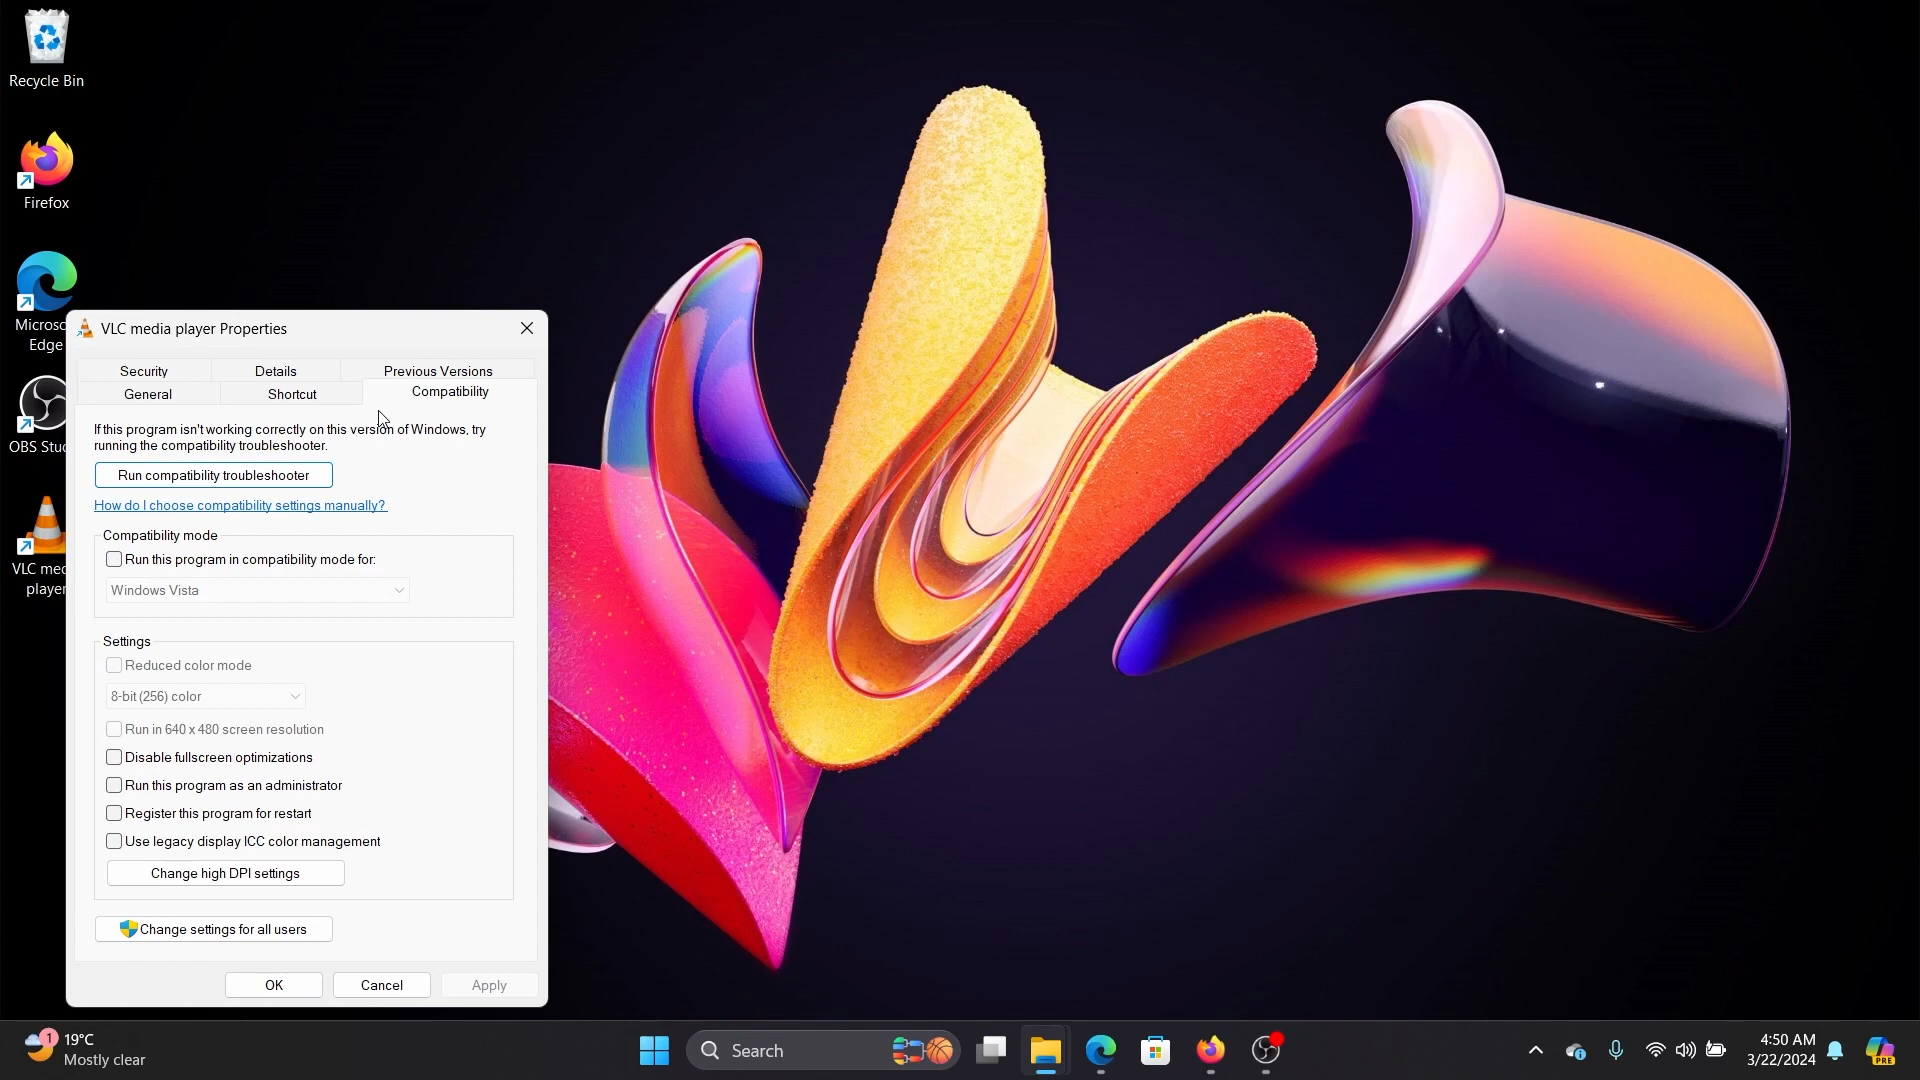 Recycle Bin
Firefox
Microso
Edge
OBS Stud
VLC med
player
VLC media player Properties
Security
Details
Previous Versions
General
Shortcut
Compatibility
If this program isn't working correctly on this version of Windows, try
running the compatibility troubleshooter.
Run compatibility troubleshooter
How do I choose compatibility settings manually?
Compatibility mode
Run this program in compatibility mode for:
Windows Vista
Settings
Reduced color mode
8-bit (256) color
Run in 640 x 480 screen resolution
Disable fullscreen optimizations
Run this program as an administrator
Register this program for restart
Use legacy display ICC color management
Change high DPI settings
Change settings for all users
OK
Cancel
Apply
1
19°C
Mostly clear
Search
4:50 AM
3/22/2024
PRE